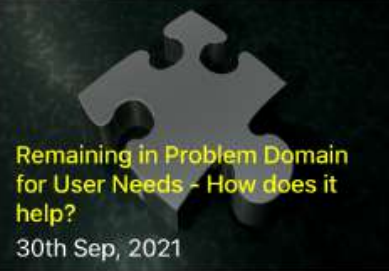 Remaining in Problem Domain
for User Needs - How does it
help?
30th Sep, 2021